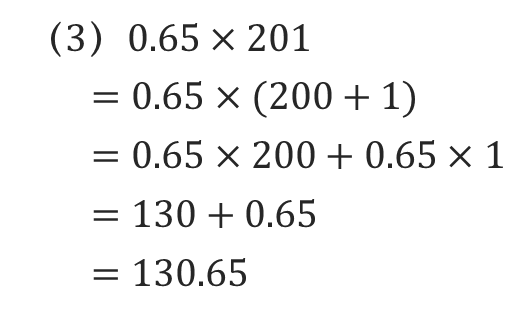 (3) 0.65 × 201
= 0.65 × (200 + 1)
= 0.65 × 200 + 0.65 × 1
= 130 + 0.65
= 130.65